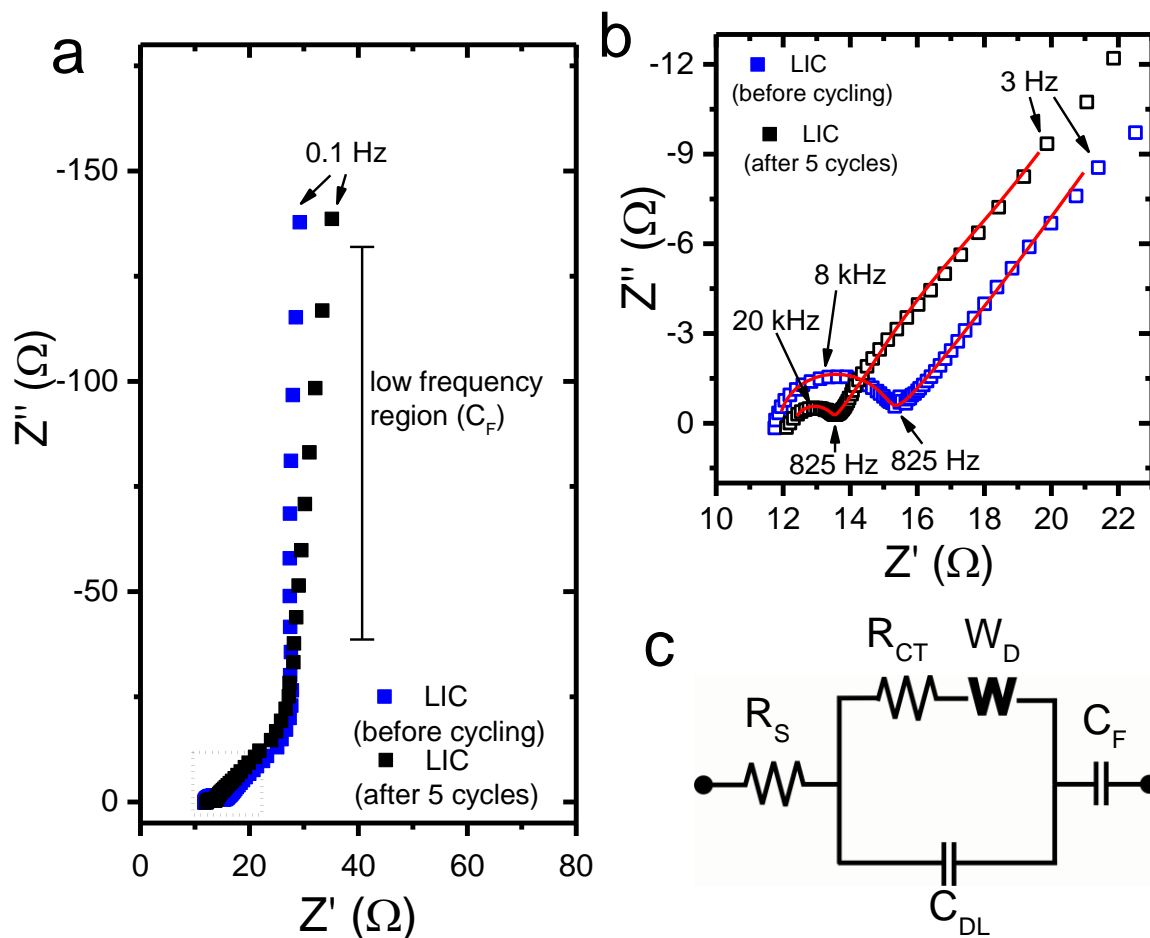 a
-150
-100
-50
0
0 20 40 60 80
Z'' (Ω)
Z' (Ω)
0.1 Hz
low frequency
region (C_F)
LIC
(before cycling)
LIC
(after 5 cycles)
b
-12
-9
-6
-3
0
10 12 14 16 18 20 22
Z'' (Ω)
Z' (Ω)
LIC
(before cycling)
LIC
(after 5 cycles)
3 Hz
8 kHz
20 kHz
825 Hz
825 Hz
c
R_S
R_CT
W_D
C_F
C_DL